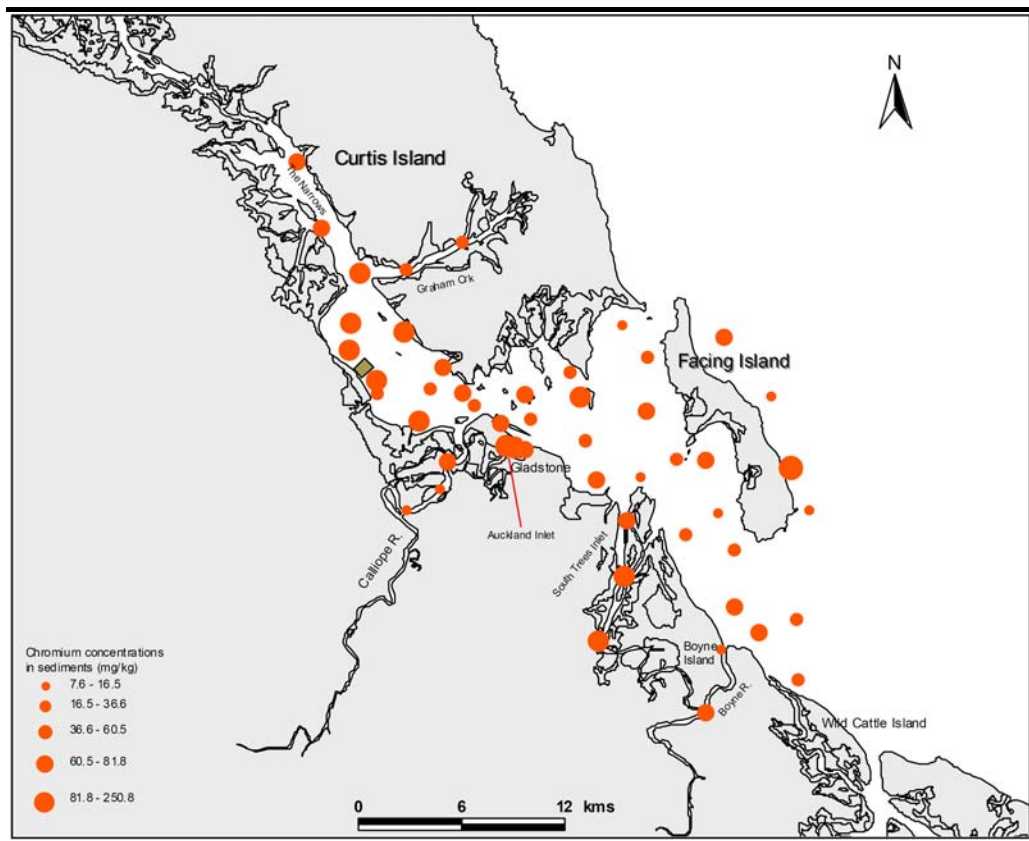 N
Curtis Island
The Narrows
Graham Crk
Facing Island
Gladstone
Auckland Inlet
Calliope R.
South Trees Inlet
Boyne
Island
Boyne R.
Wild Cattle Island
Chromium concentrations
in sediments (mg/kg)
7.6 - 16.5
16.5 - 36.6
36.6 - 60.5
60.5 - 81.8
81.8 - 250.8
0 6 12 kms